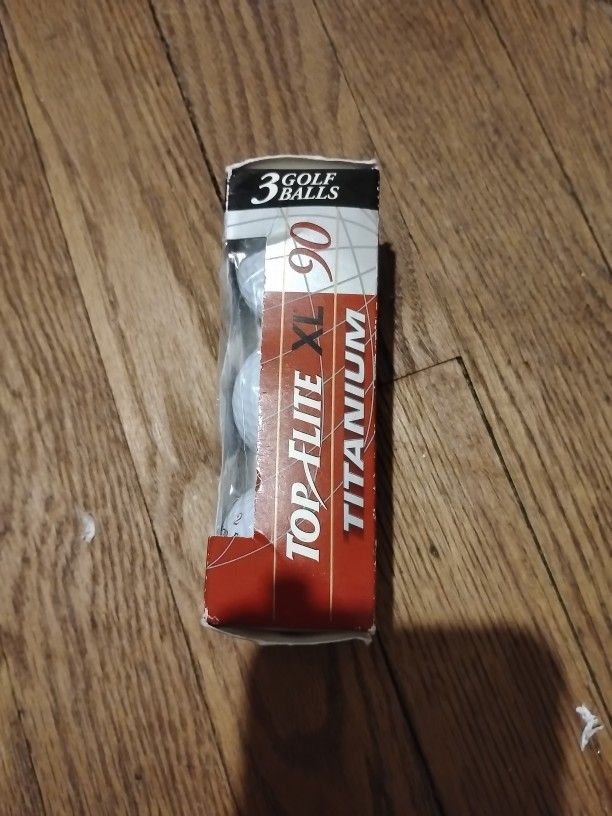 3 GOLF
BALLS
90
TOP FLITE XL
TITANIUM